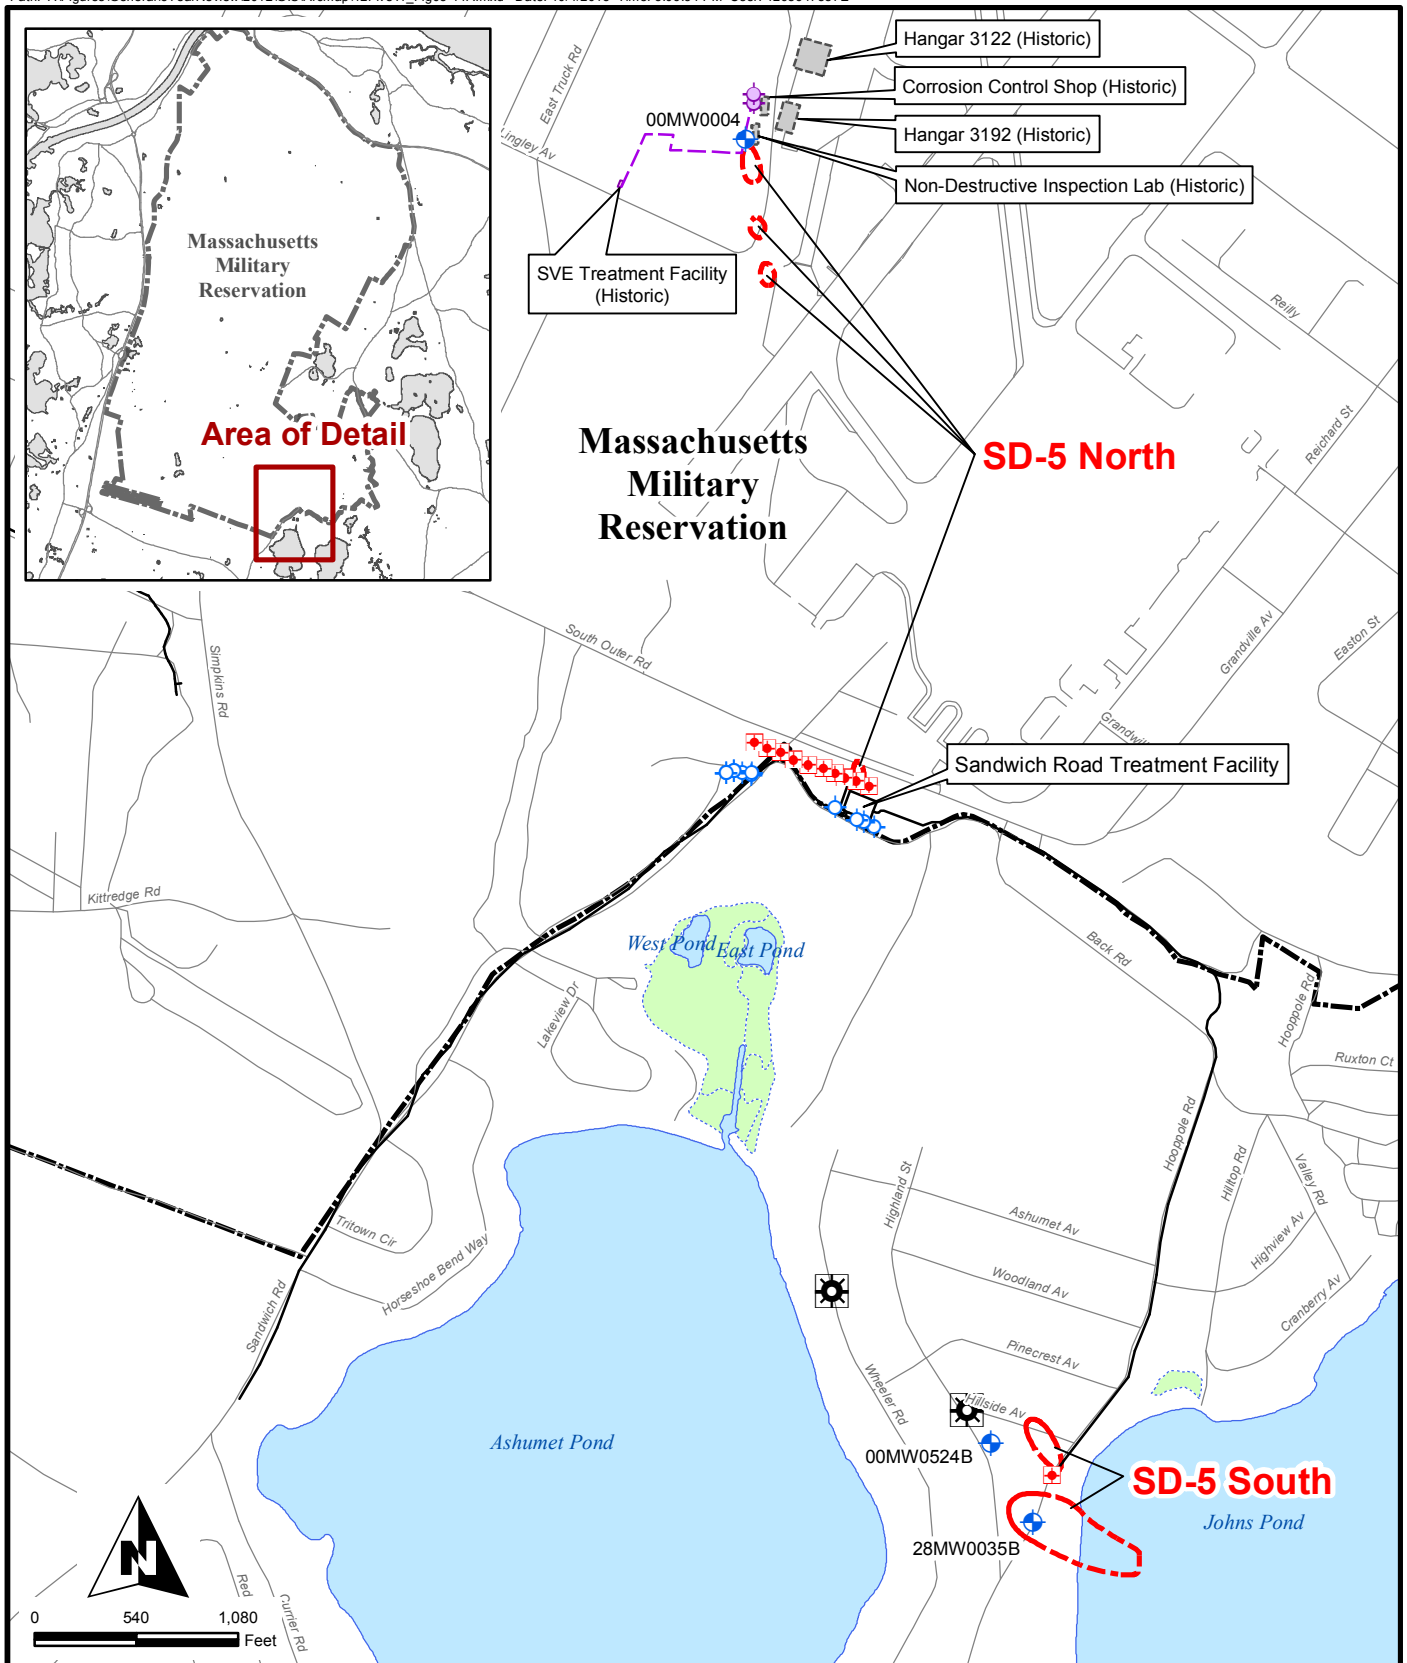 Hangar 3122 (Historic)
East Truck Rd
Corrosion Control Shop (Historic)
00MW0004
Hangar 3192 (Historic)
Lingley Av
Non-Destructive Inspection Lab (Historic)
Massachusetts
Military
Reservation
SVE Treatment Facility
(Historic)
Reilly
Area of Detail
Reichard St
Massachusetts
Military
Reservation
SD-5 North
South Outer Rd
Simpkins Rd
Grandville Av
Easton St
Sandwich Road Treatment Facility
Kittredge Rd
West Pond
East Pond
Back Rd
Lakeview Dr
Hooppole Rd
Ruxton Ct
Hooppole Rd
Hilltop Rd
Valley Rd
Highland St
Ashumet Av
Highview Av
Tritown Cir
Horseshoe Bend Way
Woodland Av
Cranberry Av
Sandwich Rd
Pinecrest Av
Wheeler Rd
Hillside Av
Ashumet Pond
00MW0524B
SD-5 South
Johns Pond
28MW0035B
N
Red
Currier Rd
0 540 1,080
Feet